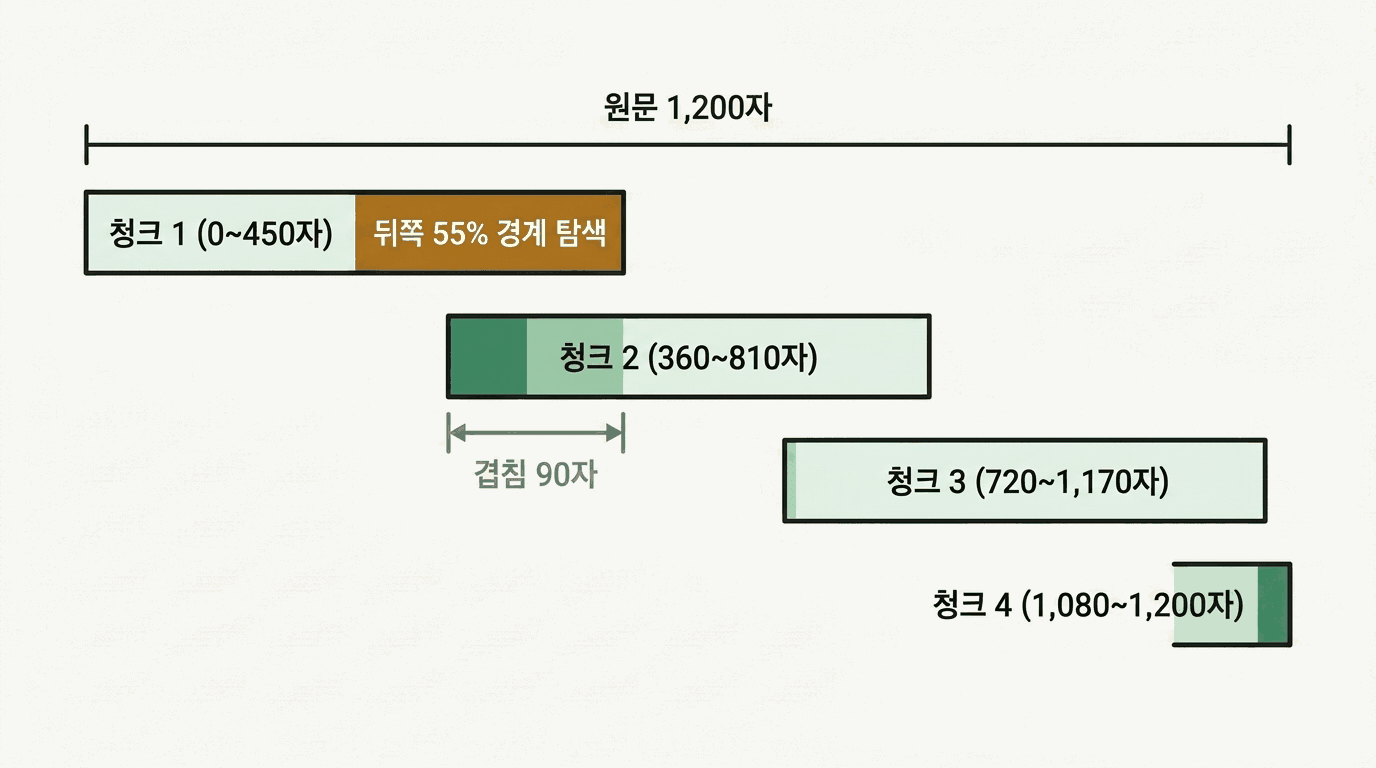 원문 1,200자
청크 1 (0~450자)
뒤쪽 55% 경계 탐색
청크 2 (360~810자)
겹침 90자
청크 3 (720~1,170자)
청크 4 (1,080~1,200자)